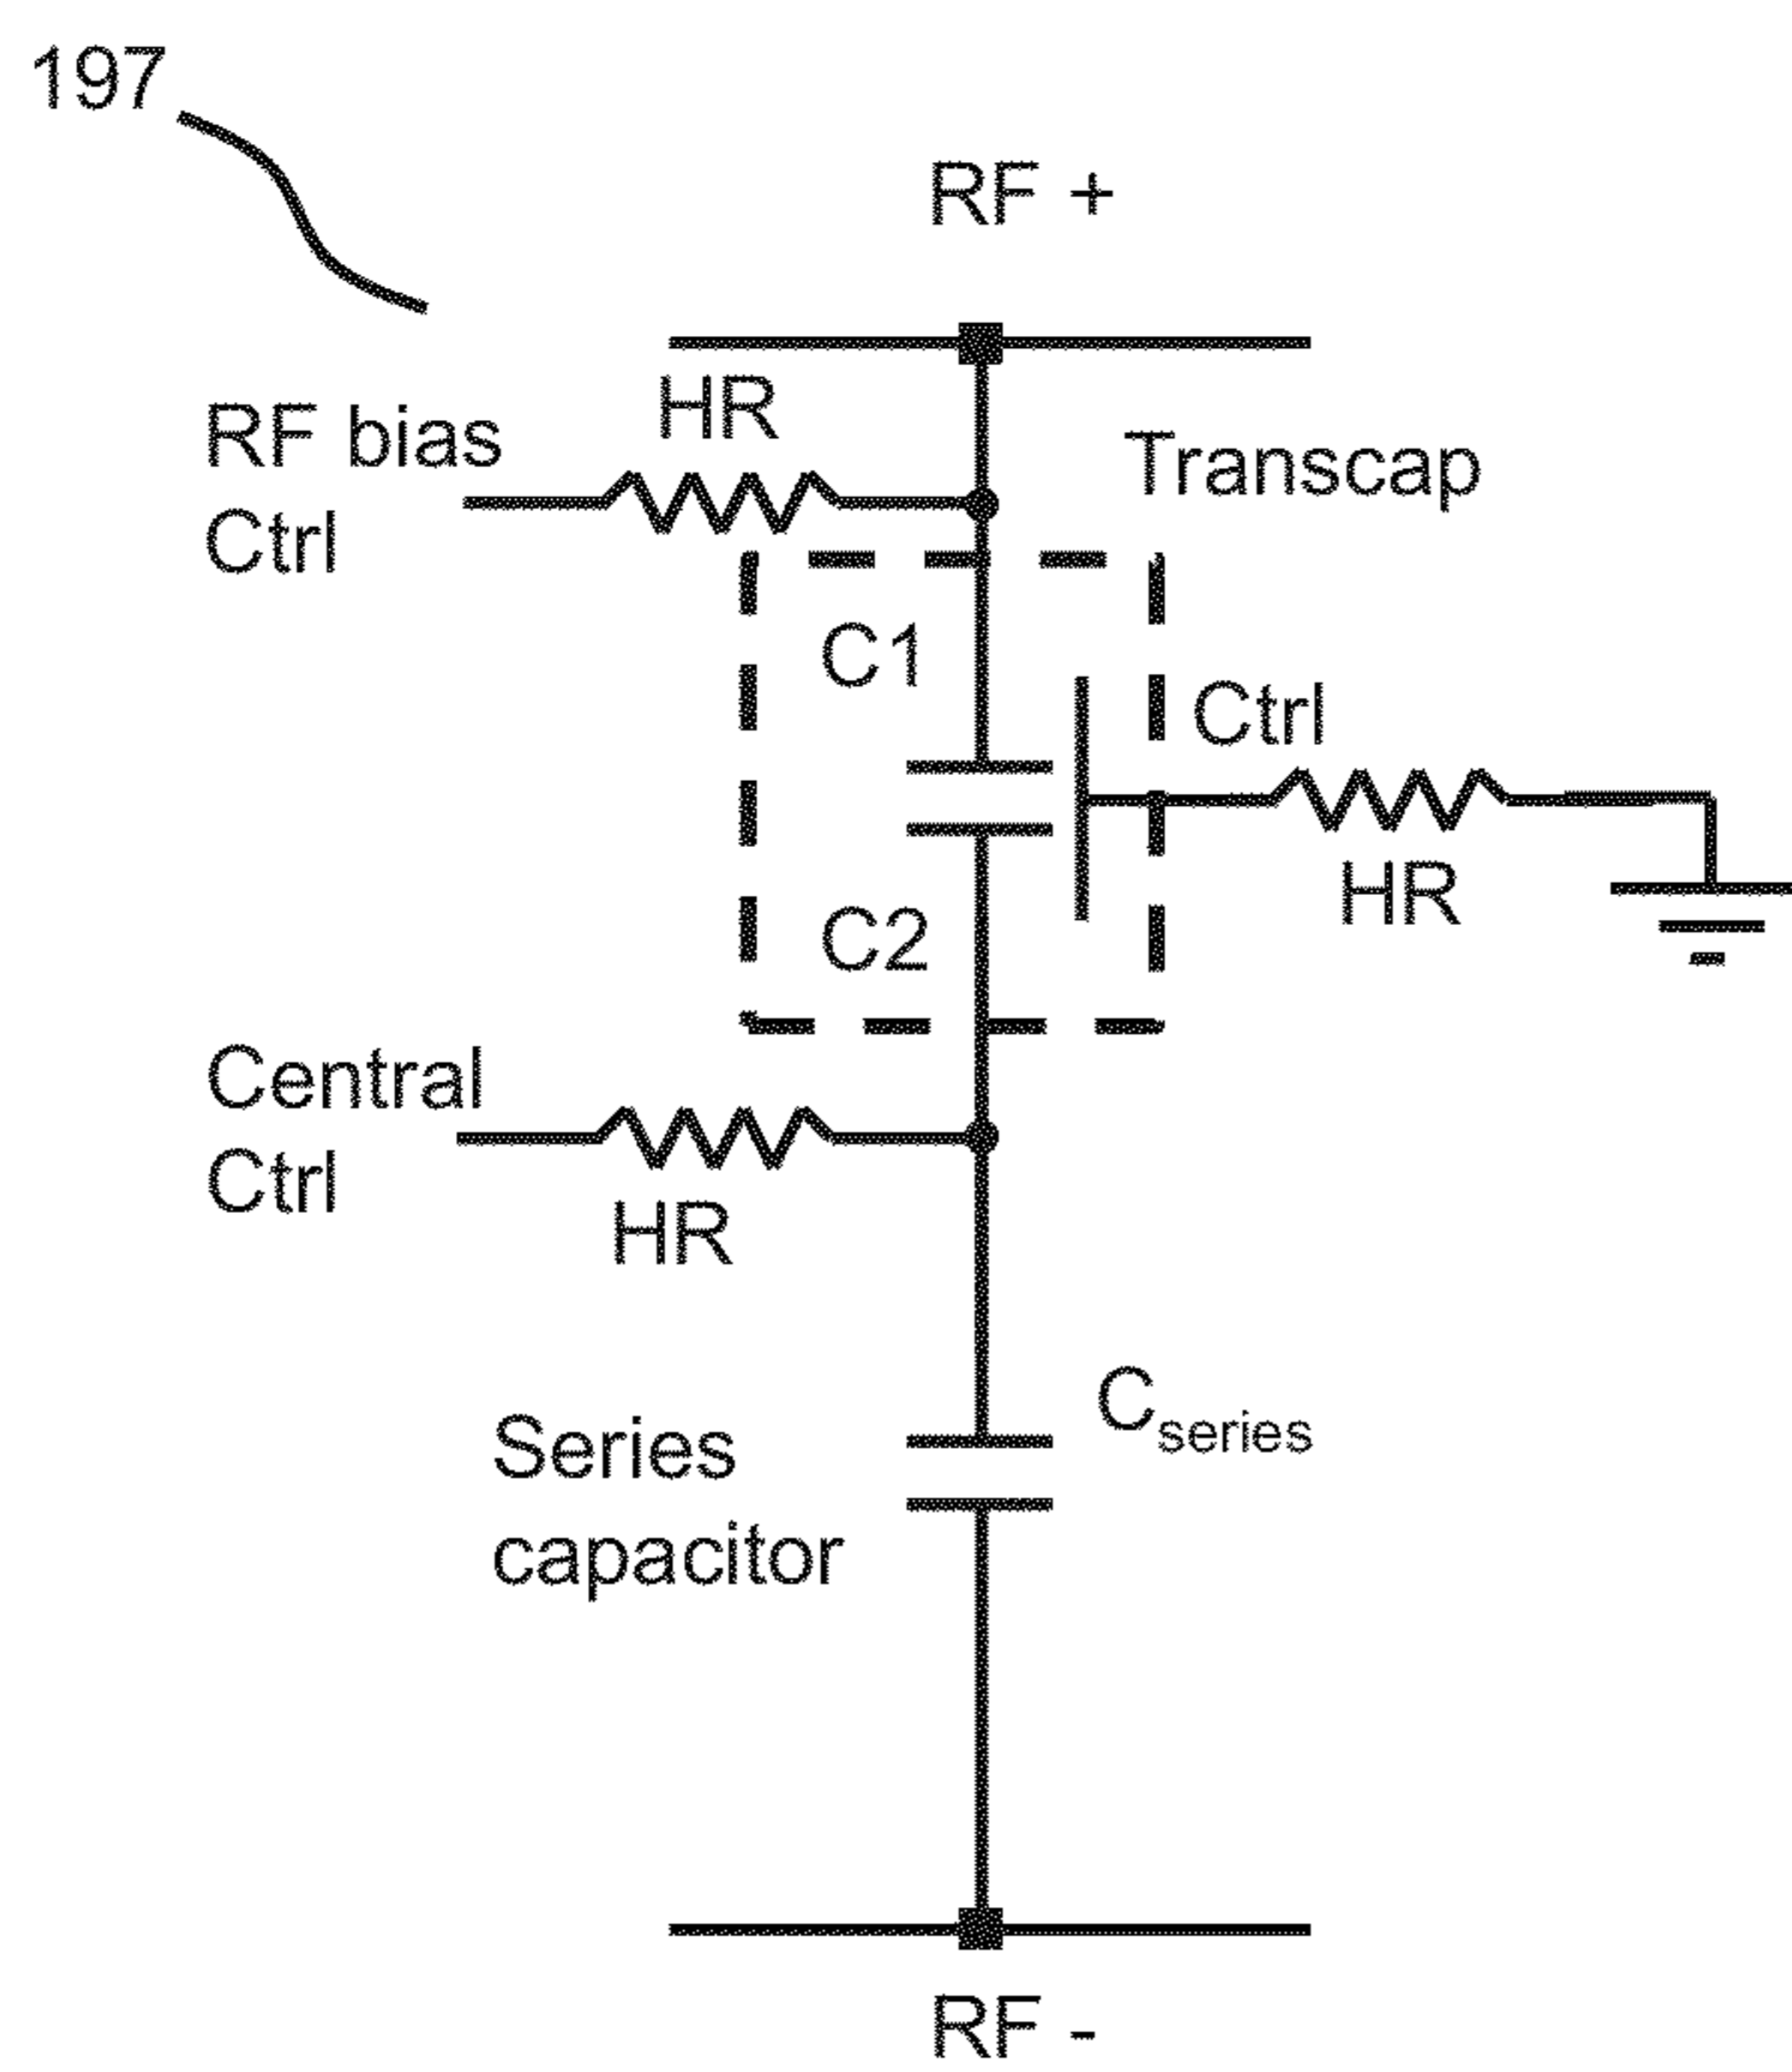 197
RF +
HR
RF bias
Ctrl
Transcap
C1
Ctrl
HR
C2
Central
Ctrl
HR
Cseries
Series
capacitor
RF -